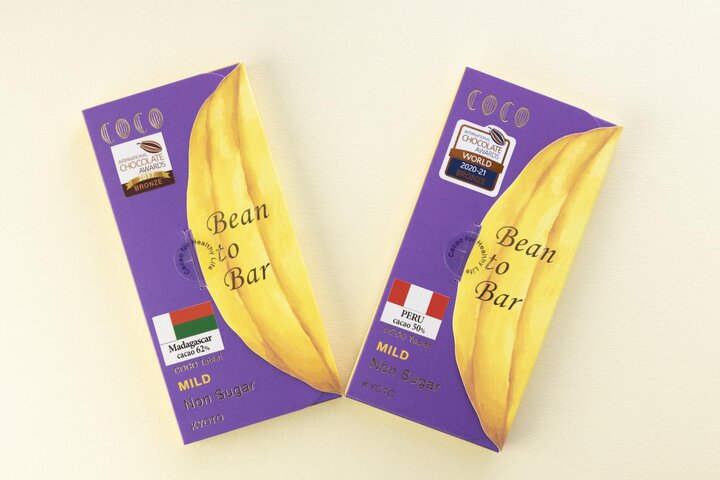 COCO
INTERNATIONAL
CHOCOLATE
AWARDS
BRONZE
Bean
to
Bar
Cacao for Healthy Life
Madagascar
cacao 62%
MILD
Non Sugar
KYOTO
COCO
INTERNATIONAL
CHOCOLATE
AWARDS
WORLD
2020-21
BRONZE
Bean
to
Bar
Cacao for Healthy Life
PERU
cacao 50%
MILD
Non Sugar
KYOTO